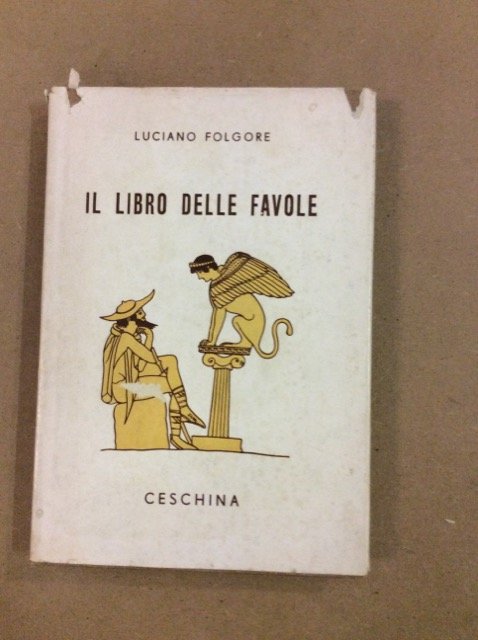 LUCIANO FOLGORE
IL LIBRO DELLE FAVOLE
CESCHINA